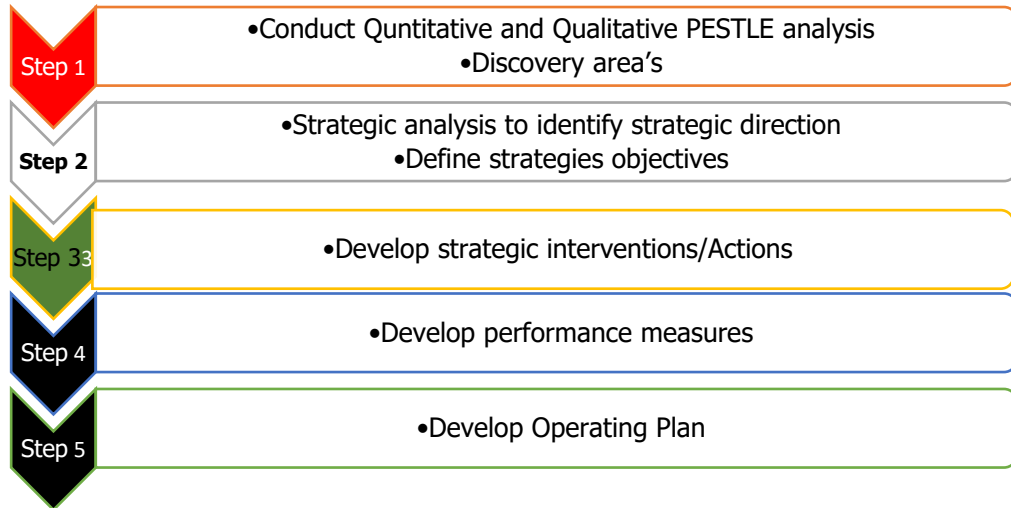 Step 1
•Conduct Quntitative and Qualitative PESTLE analysis
•Discovery area’s
Step 2
•Strategic analysis to identify strategic direction
•Define strategies objectives
Step 33
•Develop strategic interventions/Actions
Step 4
•Develop performance measures
Step 5
•Develop Operating Plan